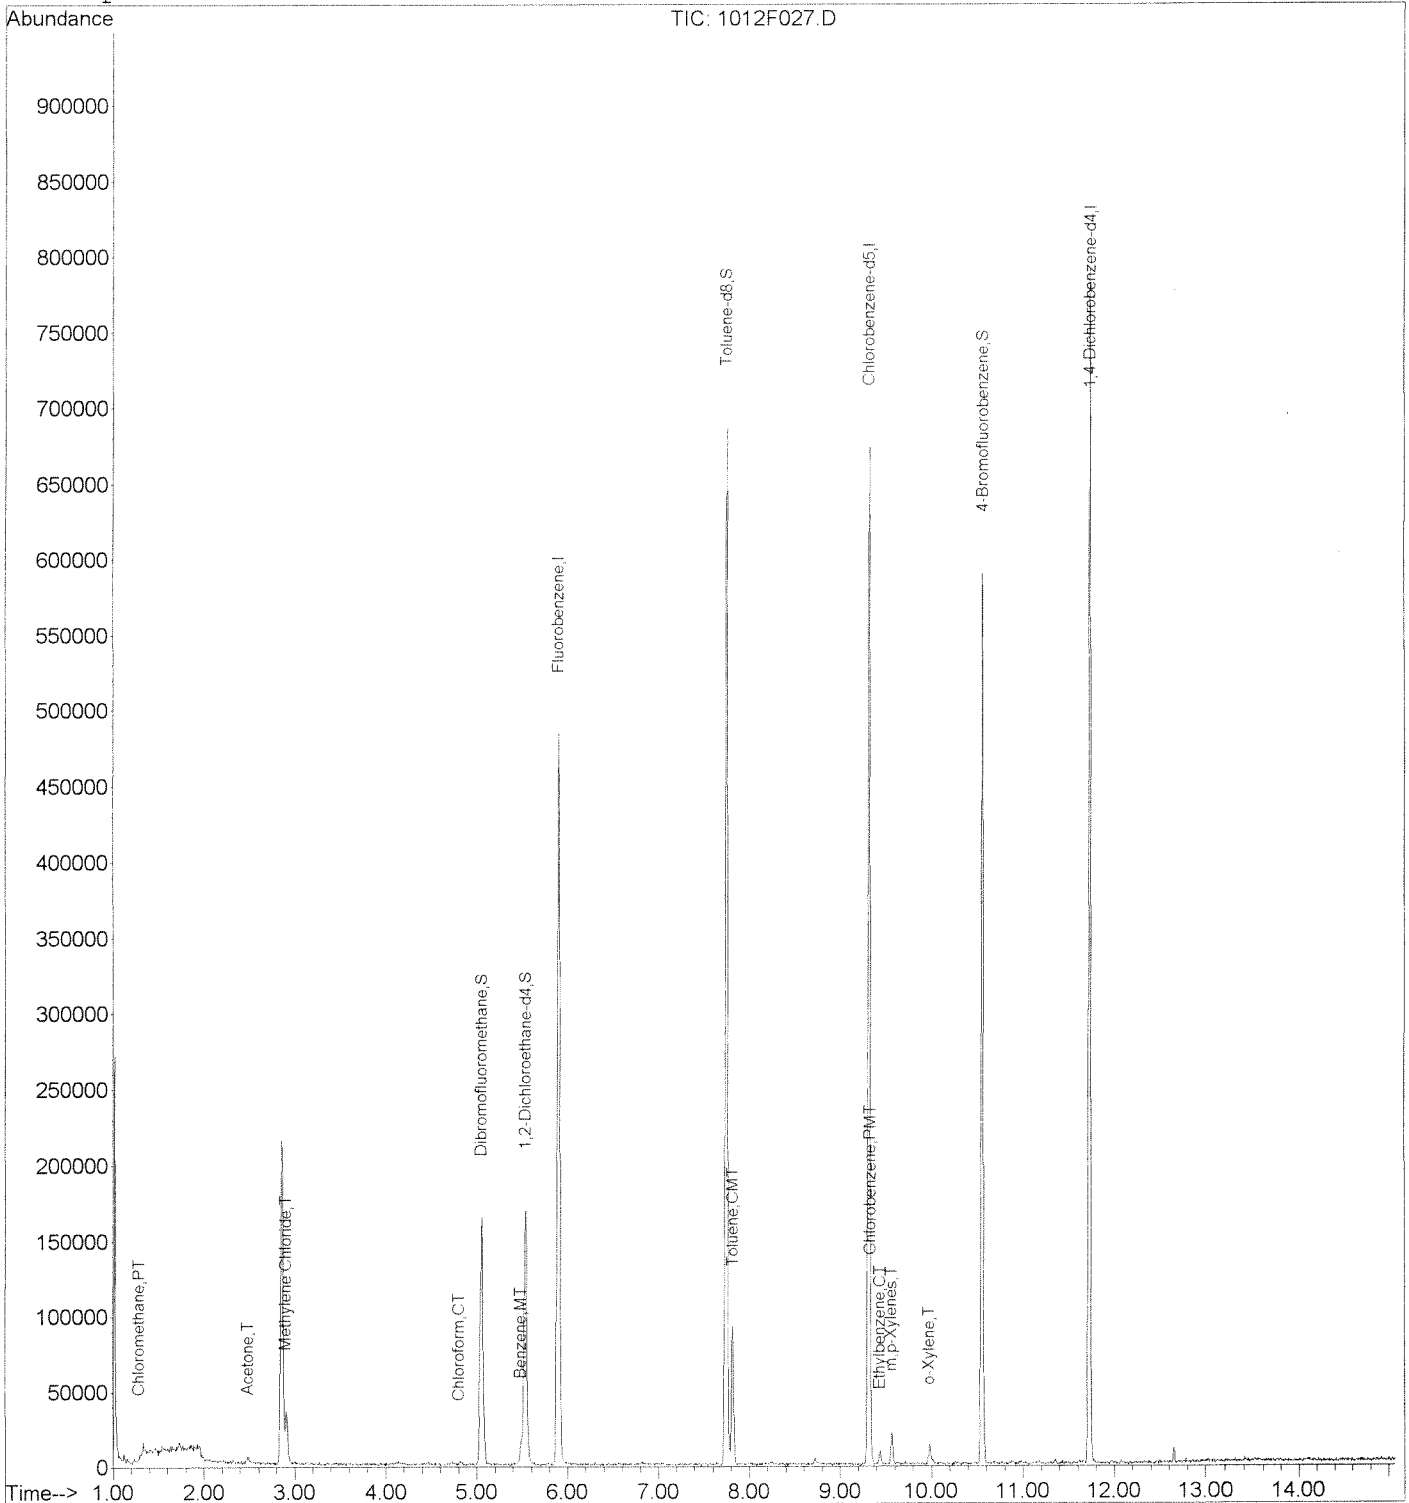 Abundance
TIC: 1012F027.D
900000
850000
800000
750000
700000
650000
600000
550000
500000
450000
400000
350000
300000
250000
200000
150000
100000
50000
0
Chloromethane,PT
Acetone,T
Methylene Chloride,T
Chloroform,CT
Dibromofluoromethane,S
Benzene,MT
1,2-Dichloroethane-d4,S
Fluorobenzene,I
Toluene-d8,S
Toluene,CMT
Chlorobenzene-d5,I
Chlorobenzene,PMT
Ethylbenzene,CT
m,p-Xylenes,T
o-Xylene,T
4-Bromofluorobenzene,S
1,4-Dichlorobenzene-d4,I
Time--> 1.00 2.00 3.00 4.00 5.00 6.00 7.00 8.00 9.00 10.00 11.00 12.00 13.00 14.00